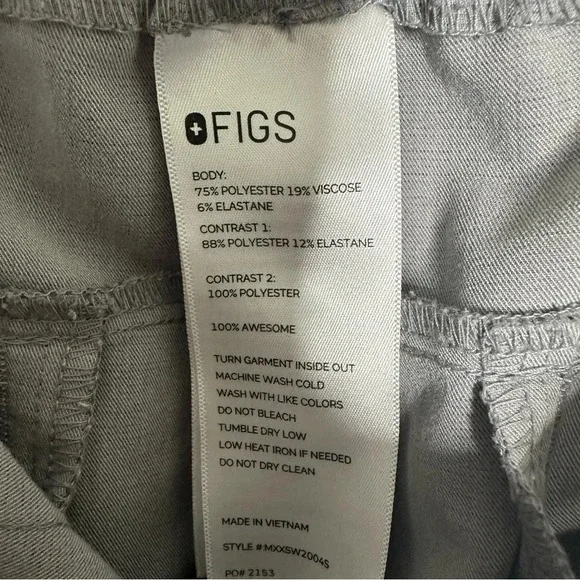 FIGS
BODY:
75% POLYESTER 19% VISCOSE
6% ELASTANE
CONTRAST 1:
88% POLYESTER 12% ELASTANE
CONTRAST 2:
100% POLYESTER
100% AWESOME
TURN GARMENT INSIDE OUT
MACHINE WASH COLD
WASH WITH LIKE COLORS
DO NOT BLEACH
TUMBLE DRY LOW
LOW HEAT IRON IF NEEDED
DO NOT DRY CLEAN
MADE IN VIETNAM
STYLE #:MXXSW2004S
PO# 2153